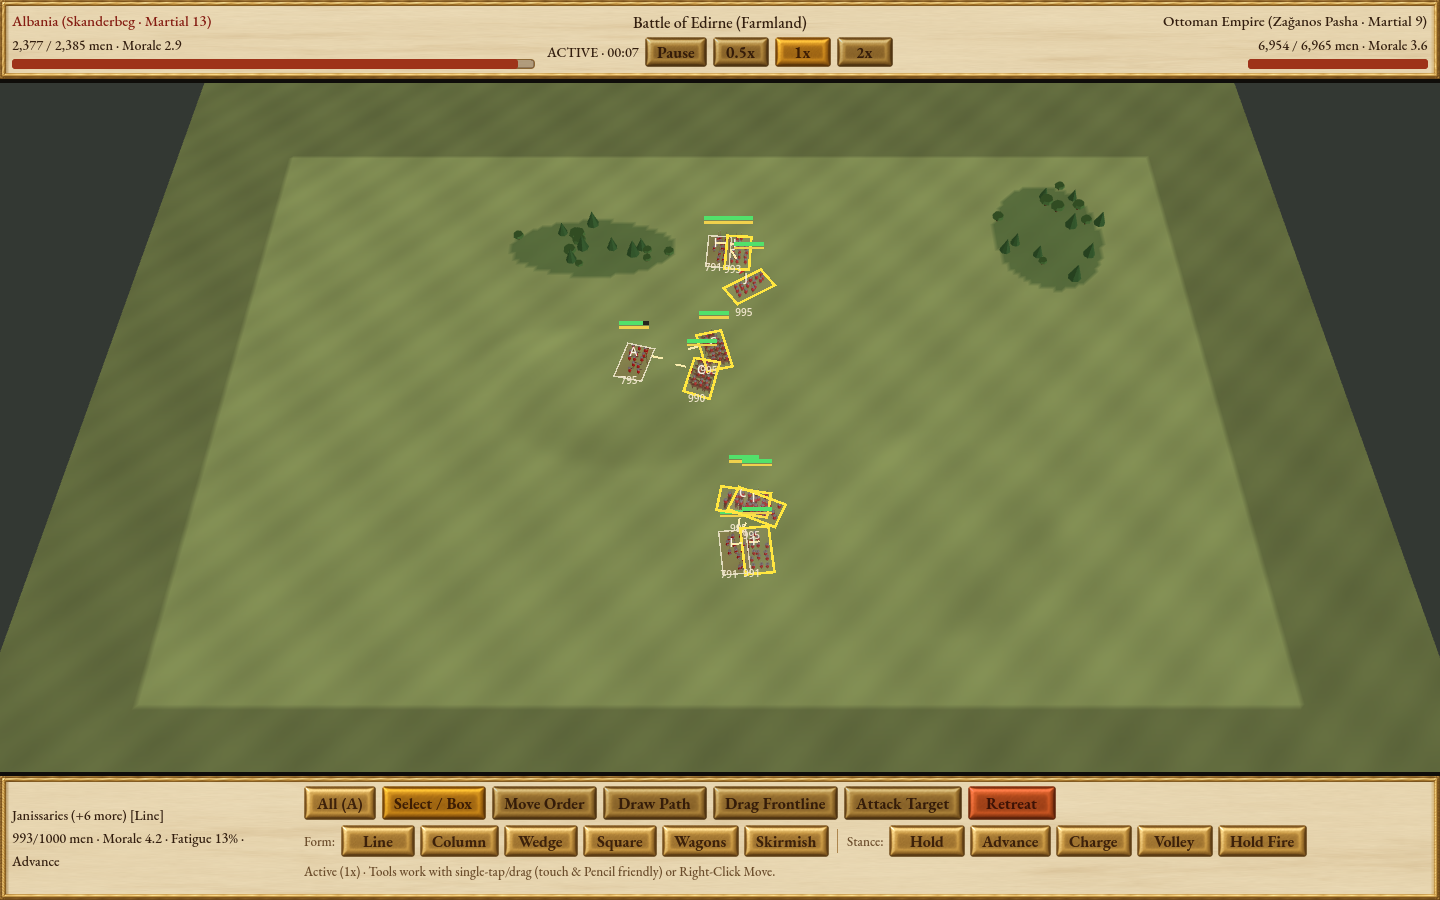 Albania (Skanderbeg · Martial 13)
2,377 / 2,385 men · Morale 2.9
Battle of Edirne (Farmland)
ACTIVE · 00:07
Pause
0.5x
1x
2x
Ottoman Empire (Zağanos Pasha · Martial 9)
6,954 / 6,965 men · Morale 3.6
R
791
995
A
795
C
990
995
791
Janissaries (+6 more) [Line]
993/1000 men · Morale 4.2 · Fatigue 13% ·
Advance
All (A)
Select / Box
Move Order
Draw Path
Drag Frontline
Attack Target
Retreat
Form:
Line
Column
Wedge
Square
Wagons
Skirmish
Stance:
Hold
Advance
Charge
Volley
Hold Fire
Active (1x) · Tools work with single-tap/drag (touch & Pencil friendly) or Right-Click Move.